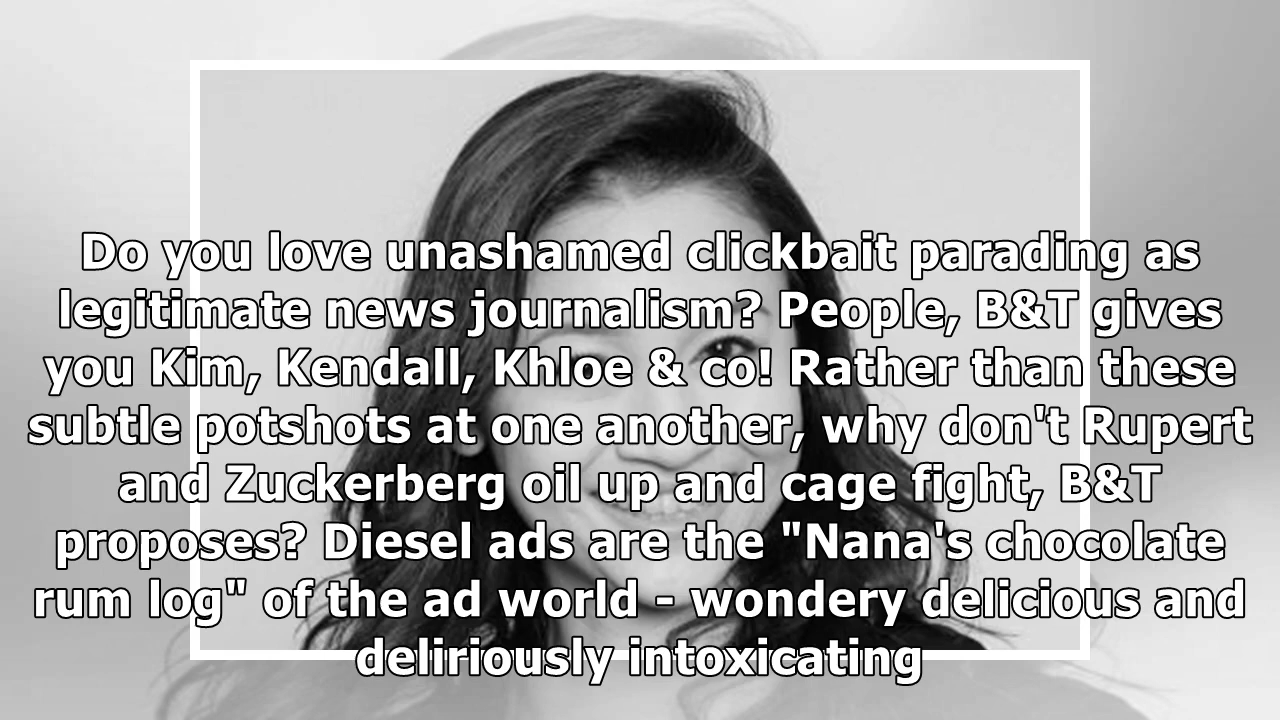 Do you love unashamed clickbait parading as
legitimate news journalism? People, B&T gives
you Kim, Kendall, Khloe & co! Rather than these
subtle potshots at one another, why don't Rupert
and Zuckerberg oil up and cage fight, B&T
proposes? Diesel ads are the "Nana's chocolate
rum log" of the ad world - wondery delicious and
deliriously intoxicating